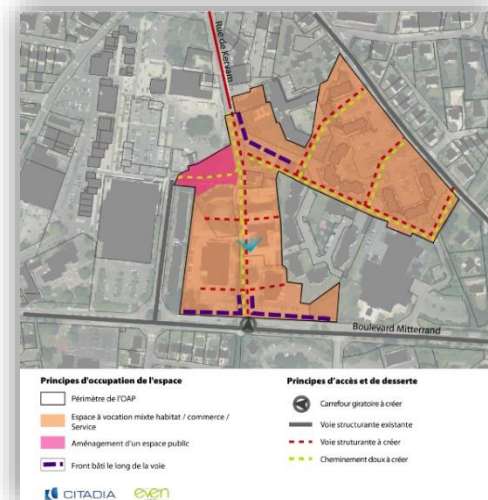 Rue de Kervam
Boulevard Mitterrand
Principes d'occupation de l'espace
Périmètre de l'OAP
Espace à vocation mixte habitat / commerce /
Service
Aménagement d'un espace public
Front bâti le long de la voie
Principes d'accès et de desserte
Carrefour giratoire à créer
Voie structurante existante
Voie struturante à créer
Cheminement doux à créer
CITADIA
even